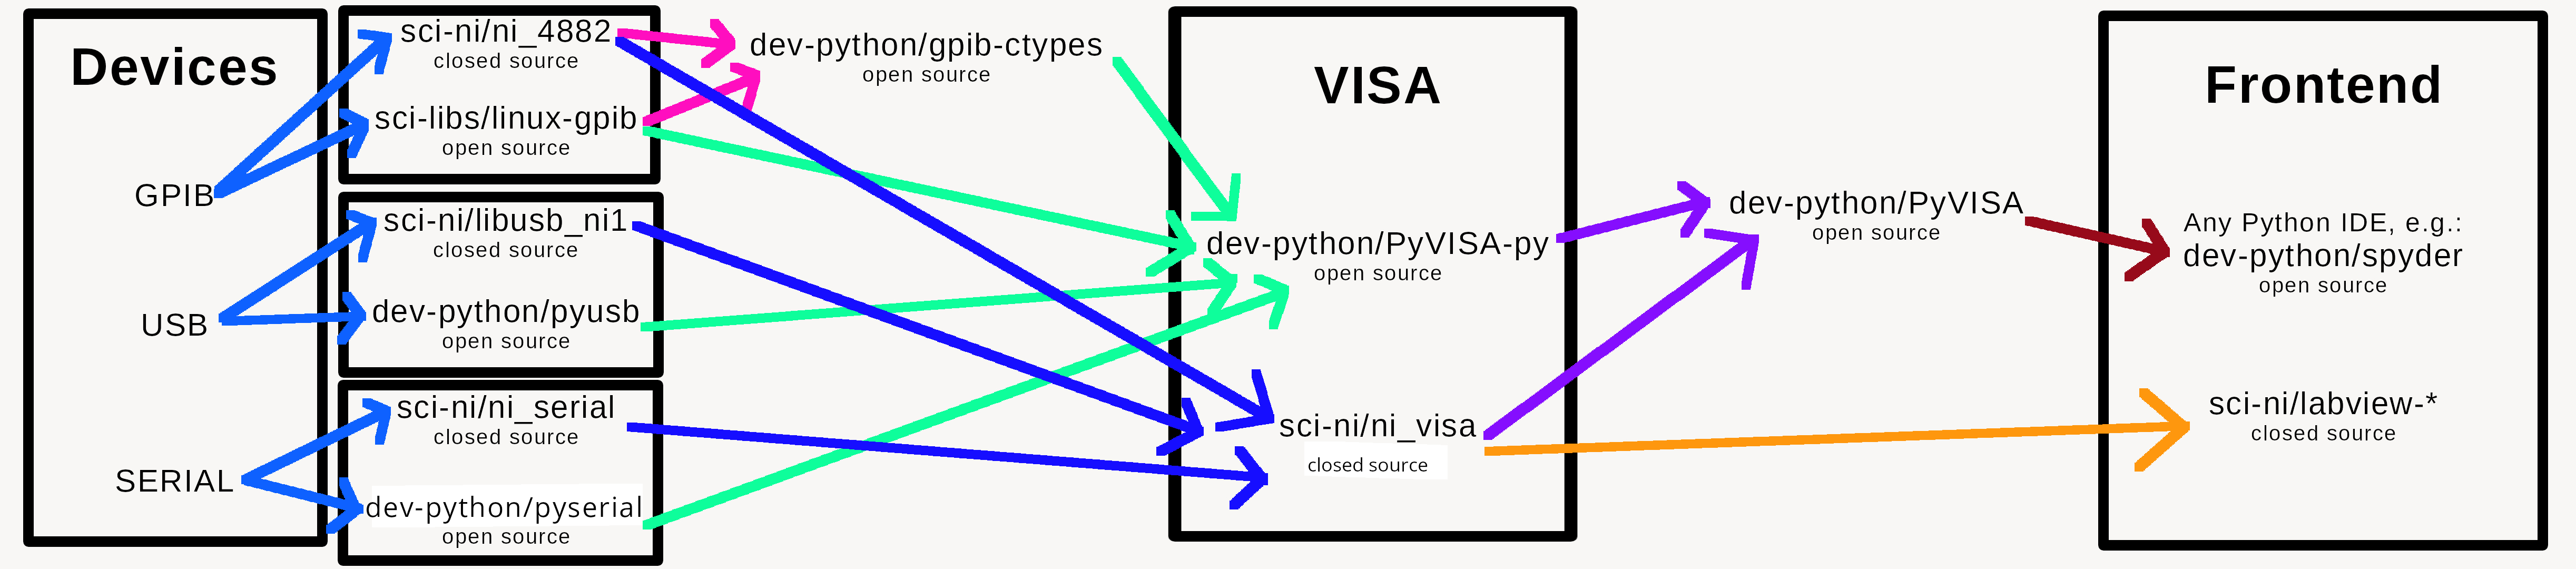 Devices
GPIB
USB
SERIAL
sci-ni/ni_4882
closed source
sci-libs/linux-gpib
open source
sci-ni/libusb_ni1
closed source
dev-python/pyusb
open source
sci-ni/ni_serial
closed source
dev-python/pyserial
open source
dev-python/gpib-ctypes
open source
VISA
dev-python/PyVISA-py
open source
sci-ni/ni_visa
closed source
dev-python/PyVISA
open source
Frontend
Any Python IDE, e.g.:
dev-python/spyder
open source
sci-ni/labview-*
closed source